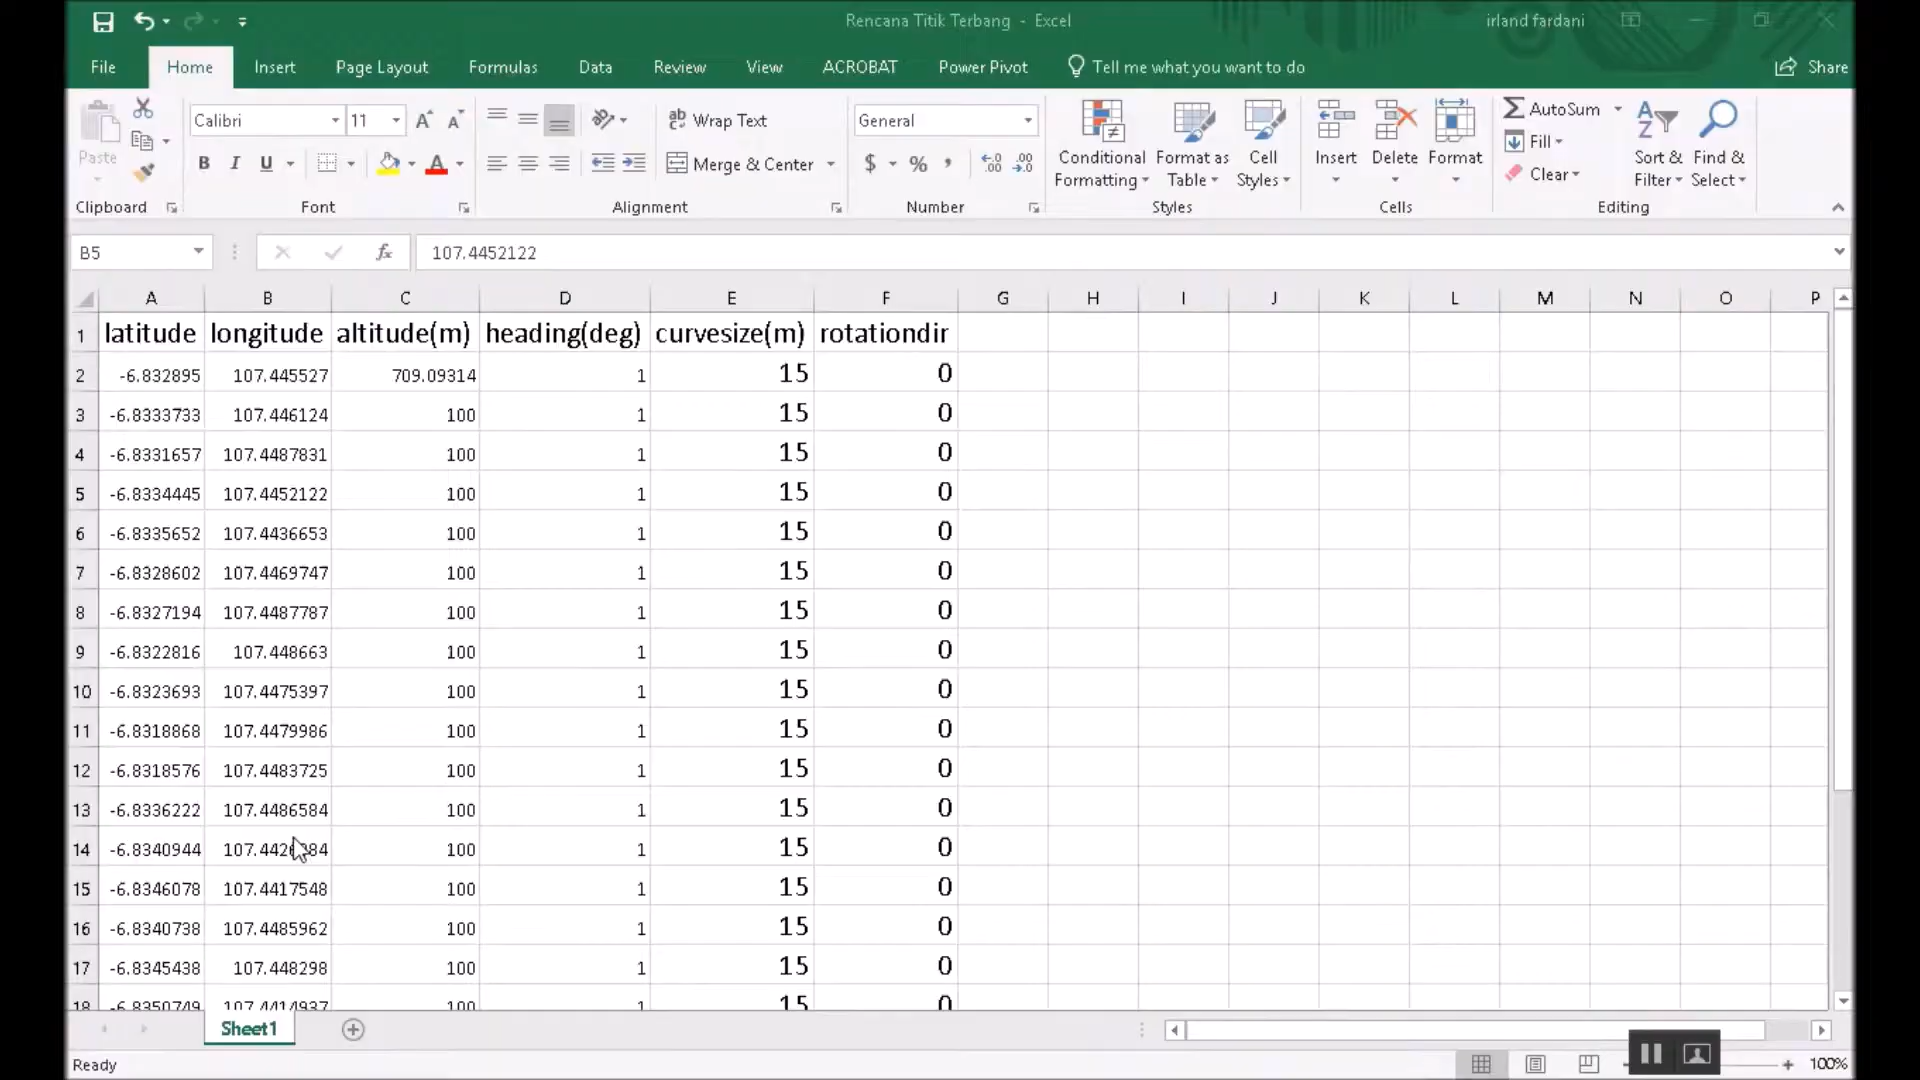 Rencana Titik Terbang - Excel
irland fardani
File Home Insert Page Layout Formulas Data Review View ACROBAT Power Pivot Tell me what you want to do Share
Paste
Clipboard
Calibri 11
B I U
Font
Wrap Text
Merge & Center
Alignment
General
$ % ,
Number
Conditional Formatting
Format as Table
Cell Styles
Styles
Insert Delete Format
Cells
AutoSum
Fill
Clear
Sort & Filter
Find & Select
Editing
B5 fx 107.4452122
A B C D E F G H I J K L M N O P
1 latitude longitude altitude(m) heading(deg) curvesize(m) rotationdir
2 -6.832895 107.445527 709.09314 1 15 0
3 -6.8333733 107.446124 100 1 15 0
4 -6.8331657 107.4487831 100 1 15 0
5 -6.8334445 107.4452122 100 1 15 0
6 -6.8335652 107.4436653 100 1 15 0
7 -6.8328602 107.4469747 100 1 15 0
8 -6.8327194 107.4487787 100 1 15 0
9 -6.8322816 107.448663 100 1 15 0
10 -6.8323693 107.4475397 100 1 15 0
11 -6.8318868 107.4479986 100 1 15 0
12 -6.8318576 107.4483725 100 1 15 0
13 -6.8336222 107.4486584 100 1 15 0
14 -6.8340944 100 1 15 0
15 -6.8346078 107.4417548 100 1 15 0
16 -6.8340738 107.4485962 100 1 15 0
17 -6.8345438 107.448298 100 1 15 0
18 -6.8350749 107.4414937 100 1 15 0
Sheet1
Ready 100%